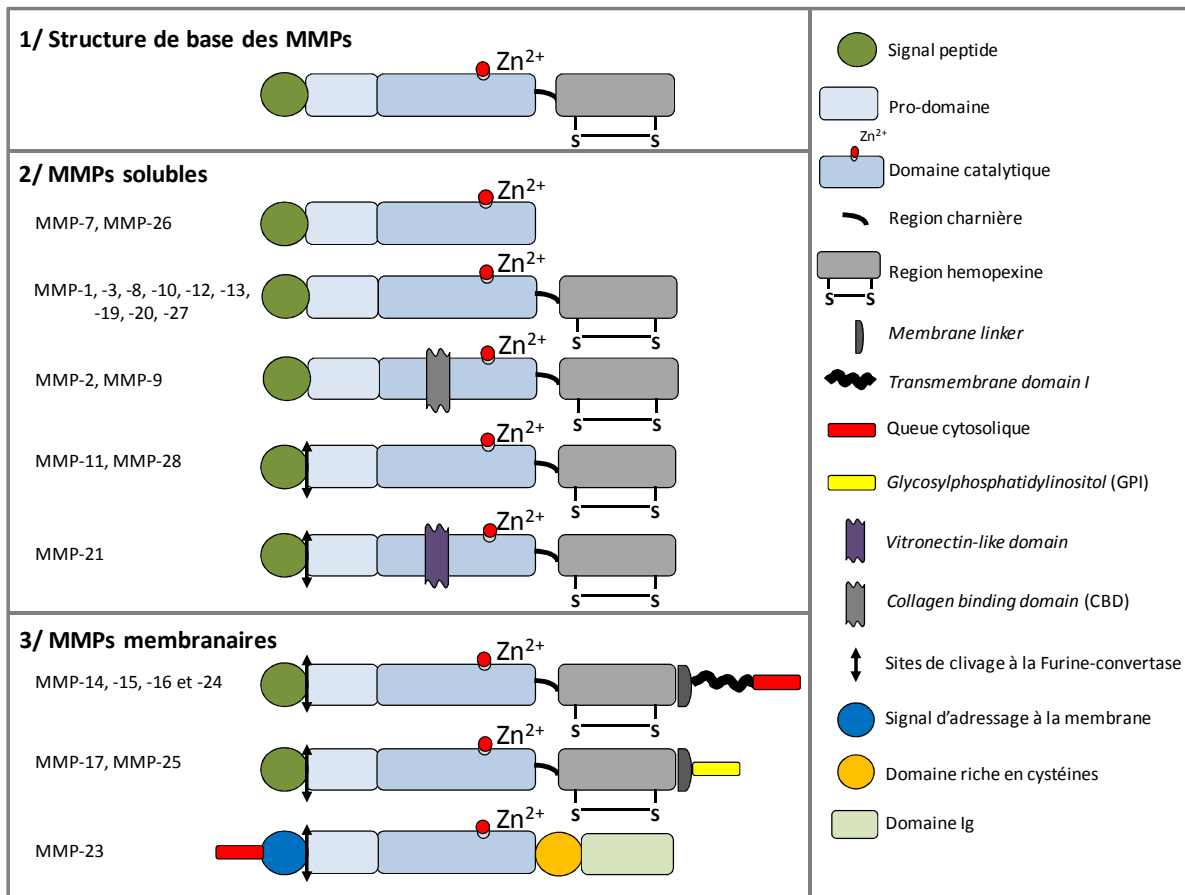 1/ Structure de base des MMPs
Zn²⁺
S S
2/ MMPs solubles
MMP-7, MMP-26
Zn²⁺
MMP-1, -3, -8, -10, -12, -13,
-19, -20, -27
Zn²⁺
S S
MMP-2, MMP-9
Zn²⁺
S S
MMP-11, MMP-28
Zn²⁺
S S
MMP-21
Zn²⁺
S S
3/ MMPs membranaires
MMP-14, -15, -16 et -24
Zn²⁺
S S
MMP-17, MMP-25
Zn²⁺
S S
MMP-23
Zn²⁺
Signal peptide
Pro-domaine
Zn²⁺
Domaine catalytique
Region charnière
Region hemopexine
S S
Membrane linker
Transmembrane domain I
Queue cytosolique
Glycosylphosphatidylinositol (GPI)
Vitronectin-like domain
Collagen binding domain (CBD)
Sites de clivage à la Furine-convertase
Signal d'adressage à la membrane
Domaine riche en cystéines
Domaine Ig